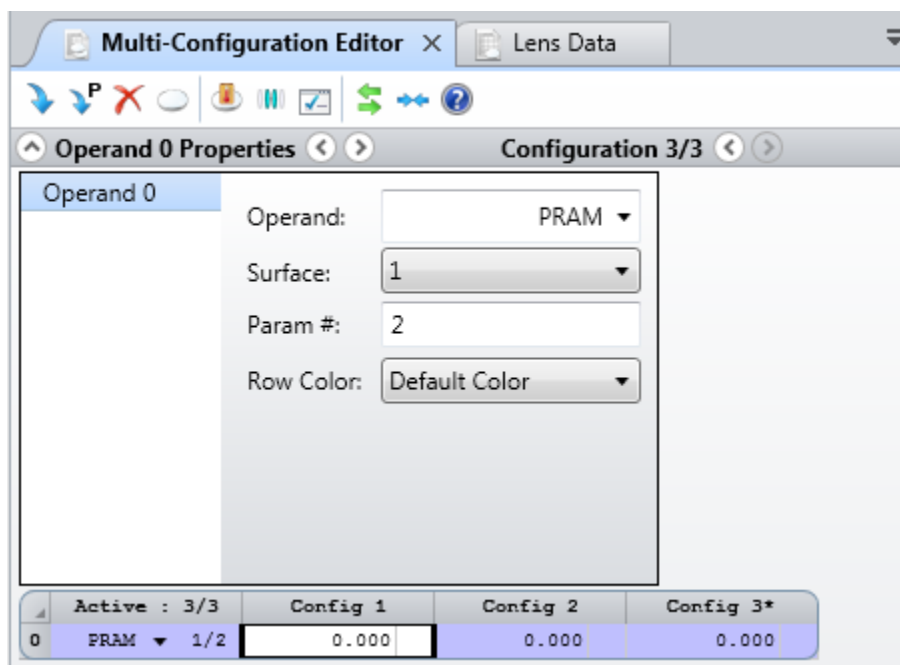 Multi-Configuration Editor × Lens Data
P
Operand 0 Properties Configuration 3/3
Operand 0
Operand: PRAM
Surface: 1
Param #: 2
Row Color: Default Color
Active : 3/3 Config 1 Config 2 Config 3*
0 PRAM 1/2 0.000 0.000 0.000